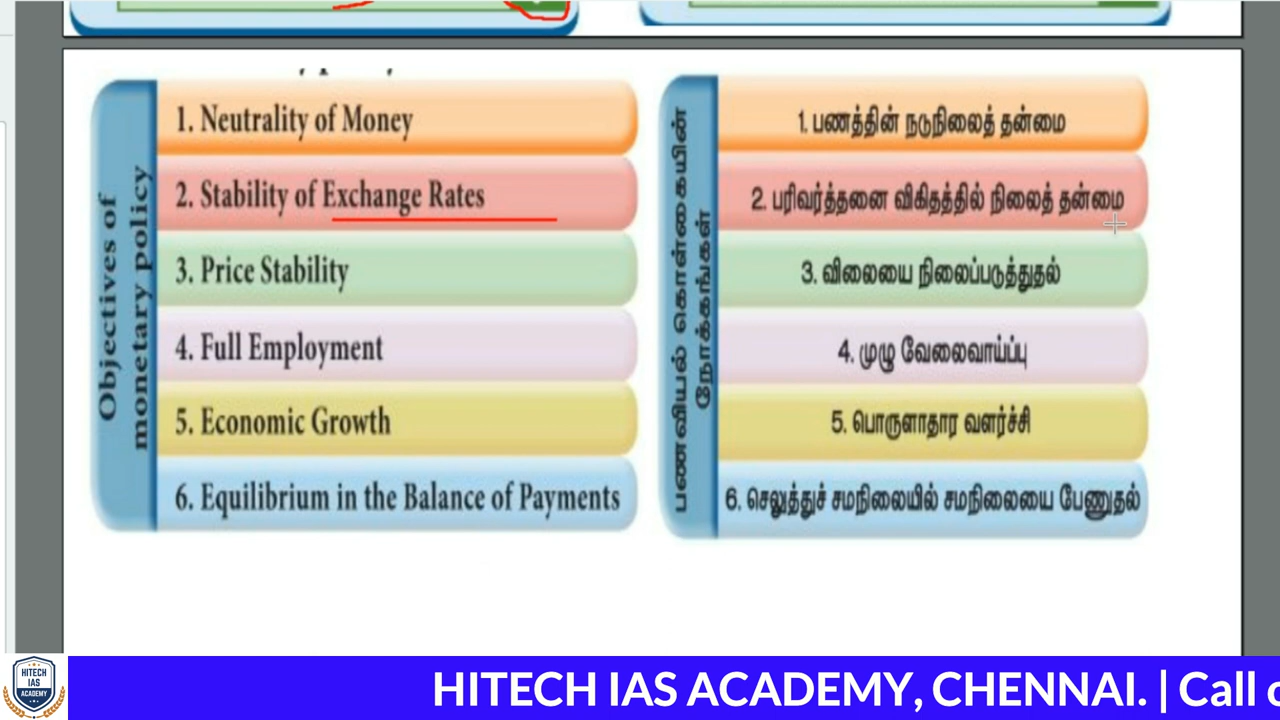 Objectives of
monetary policy
1. Neutrality of Money
2. Stability of Exchange Rates
3. Price Stability
4. Full Employment
5. Economic Growth
6. Equilibrium in the Balance of Payments
பணவியல் கொள்கையின்
நோக்கங்கள்
1. பணத்தின் நடுநிலைத் தன்மை
2. பரிவர்த்தனை விகிதத்தில் நிலைத் தன்மை
3. விலையை நிலைப்படுத்துதல்
4. முழு வேலைவாய்ப்பு
5. பொருளாதார வளர்ச்சி
6. செலுத்துச் சமநிலையில் சமநிலையை பேணுதல்
HITECH
IAS
ACADEMY
HITECH IAS ACADEMY, CHENNAI. | Call